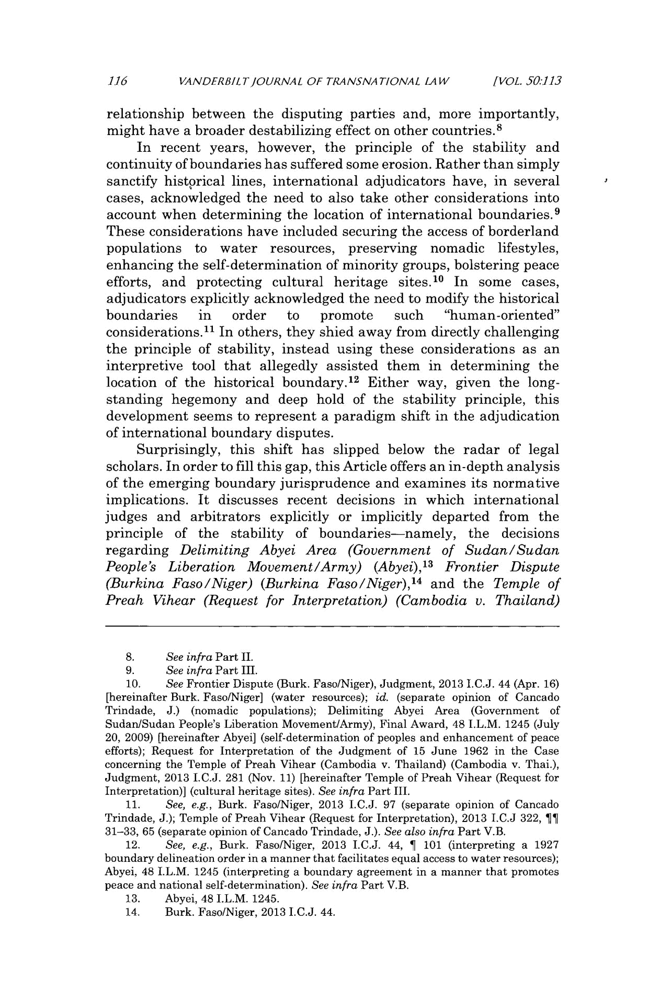 116 VANDERBILT JOURNAL OF TRANSNATIONAL LAW [VOL. 50:113
relationship between the disputing parties and, more importantly,
might have a broader destabilizing effect on other countries.8
In recent years, however, the principle of the stability and
continuity of boundaries has suffered some erosion. Rather than simply
sanctify historical lines, international adjudicators have, in several
cases, acknowledged the need to also take other considerations into
account when determining the location of international boundaries.9
These considerations have included securing the access of borderland
populations to water resources, preserving nomadic lifestyles,
enhancing the self-determination of minority groups, bolstering peace
efforts, and protecting cultural heritage sites.10 In some cases,
adjudicators explicitly acknowledged the need to modify the historical
boundaries in order to promote such “human-oriented”
considerations.11 In others, they shied away from directly challenging
the principle of stability, instead using these considerations as an
interpretive tool that allegedly assisted them in determining the
location of the historical boundary.12 Either way, given the long-
standing hegemony and deep hold of the stability principle, this
development seems to represent a paradigm shift in the adjudication
of international boundary disputes.
Surprisingly, this shift has slipped below the radar of legal
scholars. In order to fill this gap, this Article offers an in-depth analysis
of the emerging boundary jurisprudence and examines its normative
implications. It discusses recent decisions in which international
judges and arbitrators explicitly or implicitly departed from the
principle of the stability of boundaries—namely, the decisions
regarding Delimiting Abyei Area (Government of Sudan/Sudan
People's Liberation Movement/Army) (Abyei),13 Frontier Dispute
(Burkina Faso/Niger) (Burkina Faso/Niger),14 and the Temple of
Preah Vihear (Request for Interpretation) (Cambodia v. Thailand)
8. See infra Part II.
9. See infra Part III.
10. See Frontier Dispute (Burk. Faso/Niger), Judgment, 2013 I.C.J. 44 (Apr. 16)
[hereinafter Burk. Faso/Niger] (water resources); id. (separate opinion of Cancado
Trindade, J.) (nomadic populations); Delimiting Abyei Area (Government of
Sudan/Sudan People's Liberation Movement/Army), Final Award, 48 I.L.M. 1245 (July
20, 2009) [hereinafter Abyei] (self-determination of peoples and enhancement of peace
efforts); Request for Interpretation of the Judgment of 15 June 1962 in the Case
concerning the Temple of Preah Vihear (Cambodia v. Thailand) (Cambodia v. Thai.),
Judgment, 2013 I.C.J. 281 (Nov. 11) [hereinafter Temple of Preah Vihear (Request for
Interpretation)] (cultural heritage sites). See infra Part III.
11. See, e.g., Burk. Faso/Niger, 2013 I.C.J. 97 (separate opinion of Cancado
Trindade, J.); Temple of Preah Vihear (Request for Interpretation), 2013 I.C.J 322, ¶¶
31–33, 65 (separate opinion of Cancado Trindade, J.). See also infra Part V.B.
12. See, e.g., Burk. Faso/Niger, 2013 I.C.J. 44, ¶ 101 (interpreting a 1927
boundary delineation order in a manner that facilitates equal access to water resources);
Abyei, 48 I.L.M. 1245 (interpreting a boundary agreement in a manner that promotes
peace and national self-determination). See infra Part V.B.
13. Abyei, 48 I.L.M. 1245.
14. Burk. Faso/Niger, 2013 I.C.J. 44.